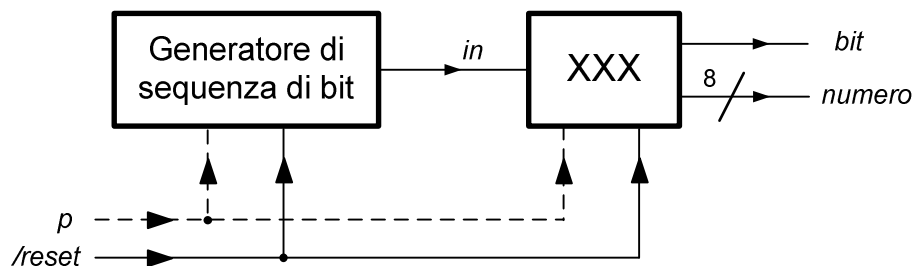 Generatore di
sequenza di bit
in
XXX
bit
8
numero
p
/reset